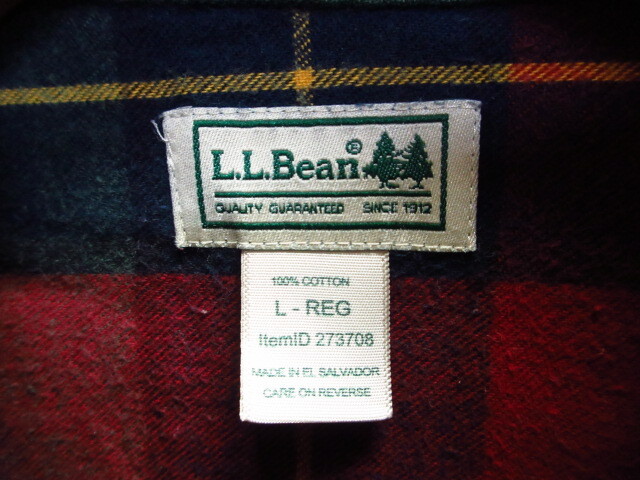 L.L.Bean®
QUALITY GUARANTEED SINCE 1912
100% COTTON
L - REG
ItemID 273708
MADE IN EL SALVADOR
CARE ON REVERSE